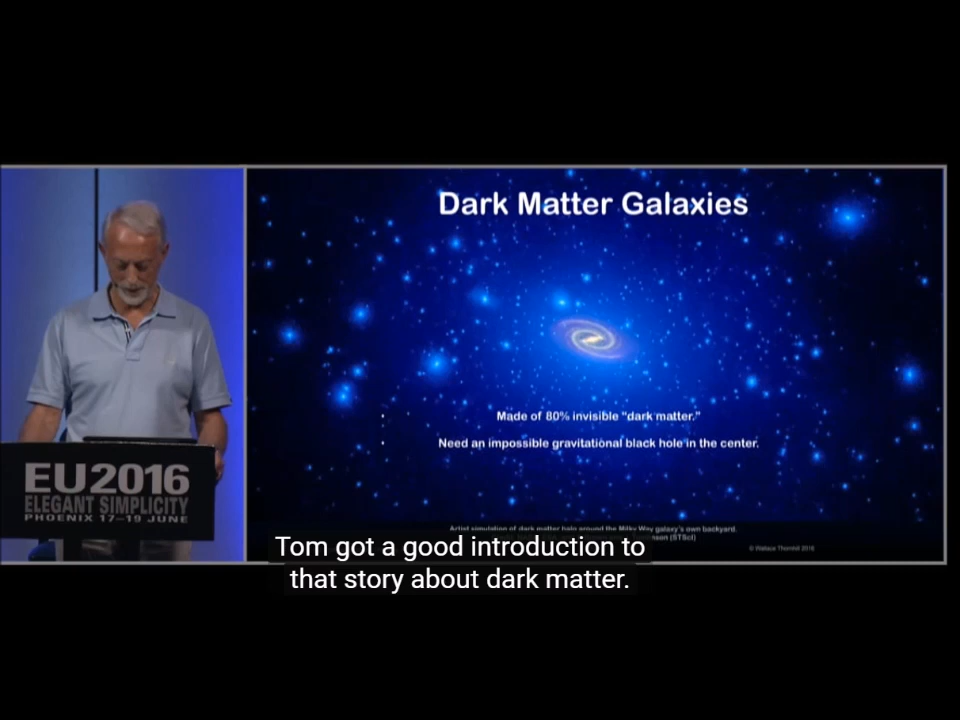 Dark Matter Galaxies
Made of 80% invisible “dark matter.”
Need an impossible gravitational black hole in the center.
EU2016
ELEGANT SIMPLICITY
PHOENIX 17–19 JUNE
Artist simulation of dark matter halo around the Milky Way galaxy's own backyard.
(STScI)
© Wallace Thornhill 2016
Tom got a good introduction to
that story about dark matter.